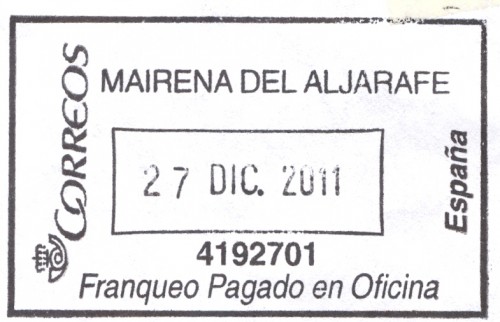 CORREOS
MAIRENA DEL ALJARAFE
27 DIC. 2011
España
4192701
Franqueo Pagado en Oficina